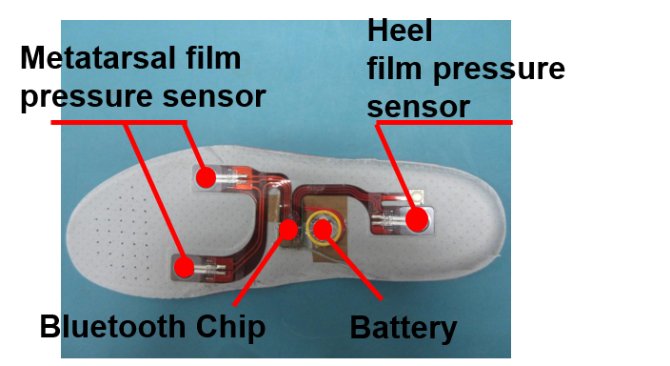 Metatarsal film
pressure sensor
Heel
film pressure
sensor
Bluetooth Chip
Battery